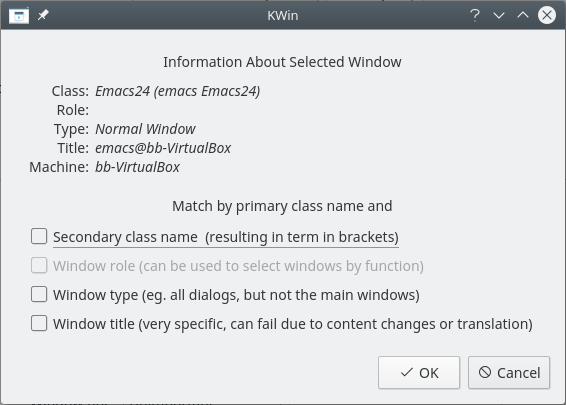 KWin
Information About Selected Window
Class: Emacs24 (emacs Emacs24)
Role:
Type: Normal Window
Title: emacs@bb-VirtualBox
Machine: bb-VirtualBox
Match by primary class name and
Secondary class name (resulting in term in brackets)
Window role (can be used to select windows by function)
Window type (eg. all dialogs, but not the main windows)
Window title (very specific, can fail due to content changes or translation)
OK Cancel